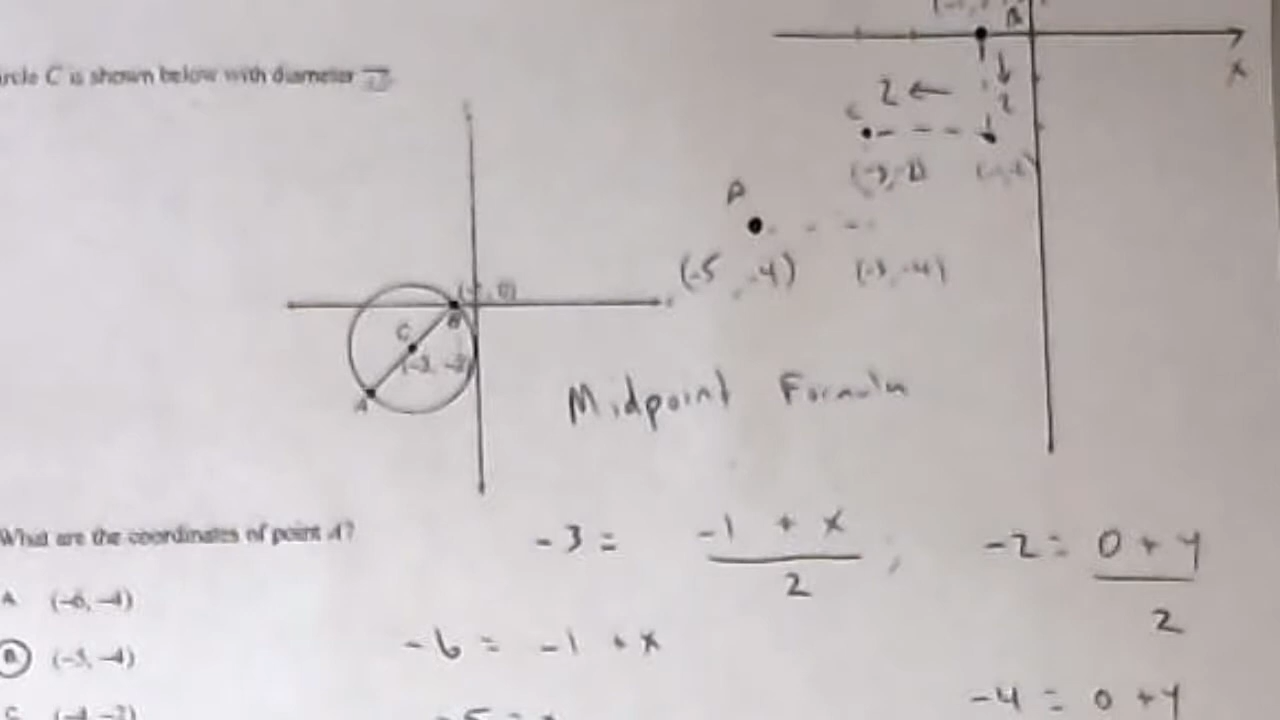 B
X
ircle C is shown below with diameter
2 ←
2
C
(-3, -2)
A
(-5, -4)
(-3, -4)
(-1, 0)
B
C
(-3, -2)
A
Midpoint Formula
What are the coordinates of point A?
-3 = -1 + x / 2 ; -2 = 0 + y / 2
A. (-6, -4)
-6 = -1 + x
B. (-5, -4)
-4 = 0 + y